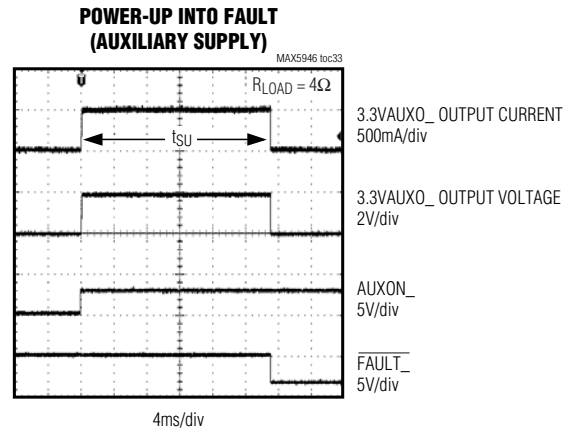 POWER-UP INTO FAULT
(AUXILIARY SUPPLY)
MAX5946 toc33
RLOAD = 4Ω
3.3VAUXO_ OUTPUT CURRENT
500mA/div
tSU
3.3VAUXO_ OUTPUT VOLTAGE
2V/div
AUXON_
5V/div
FAULT_
5V/div
4ms/div